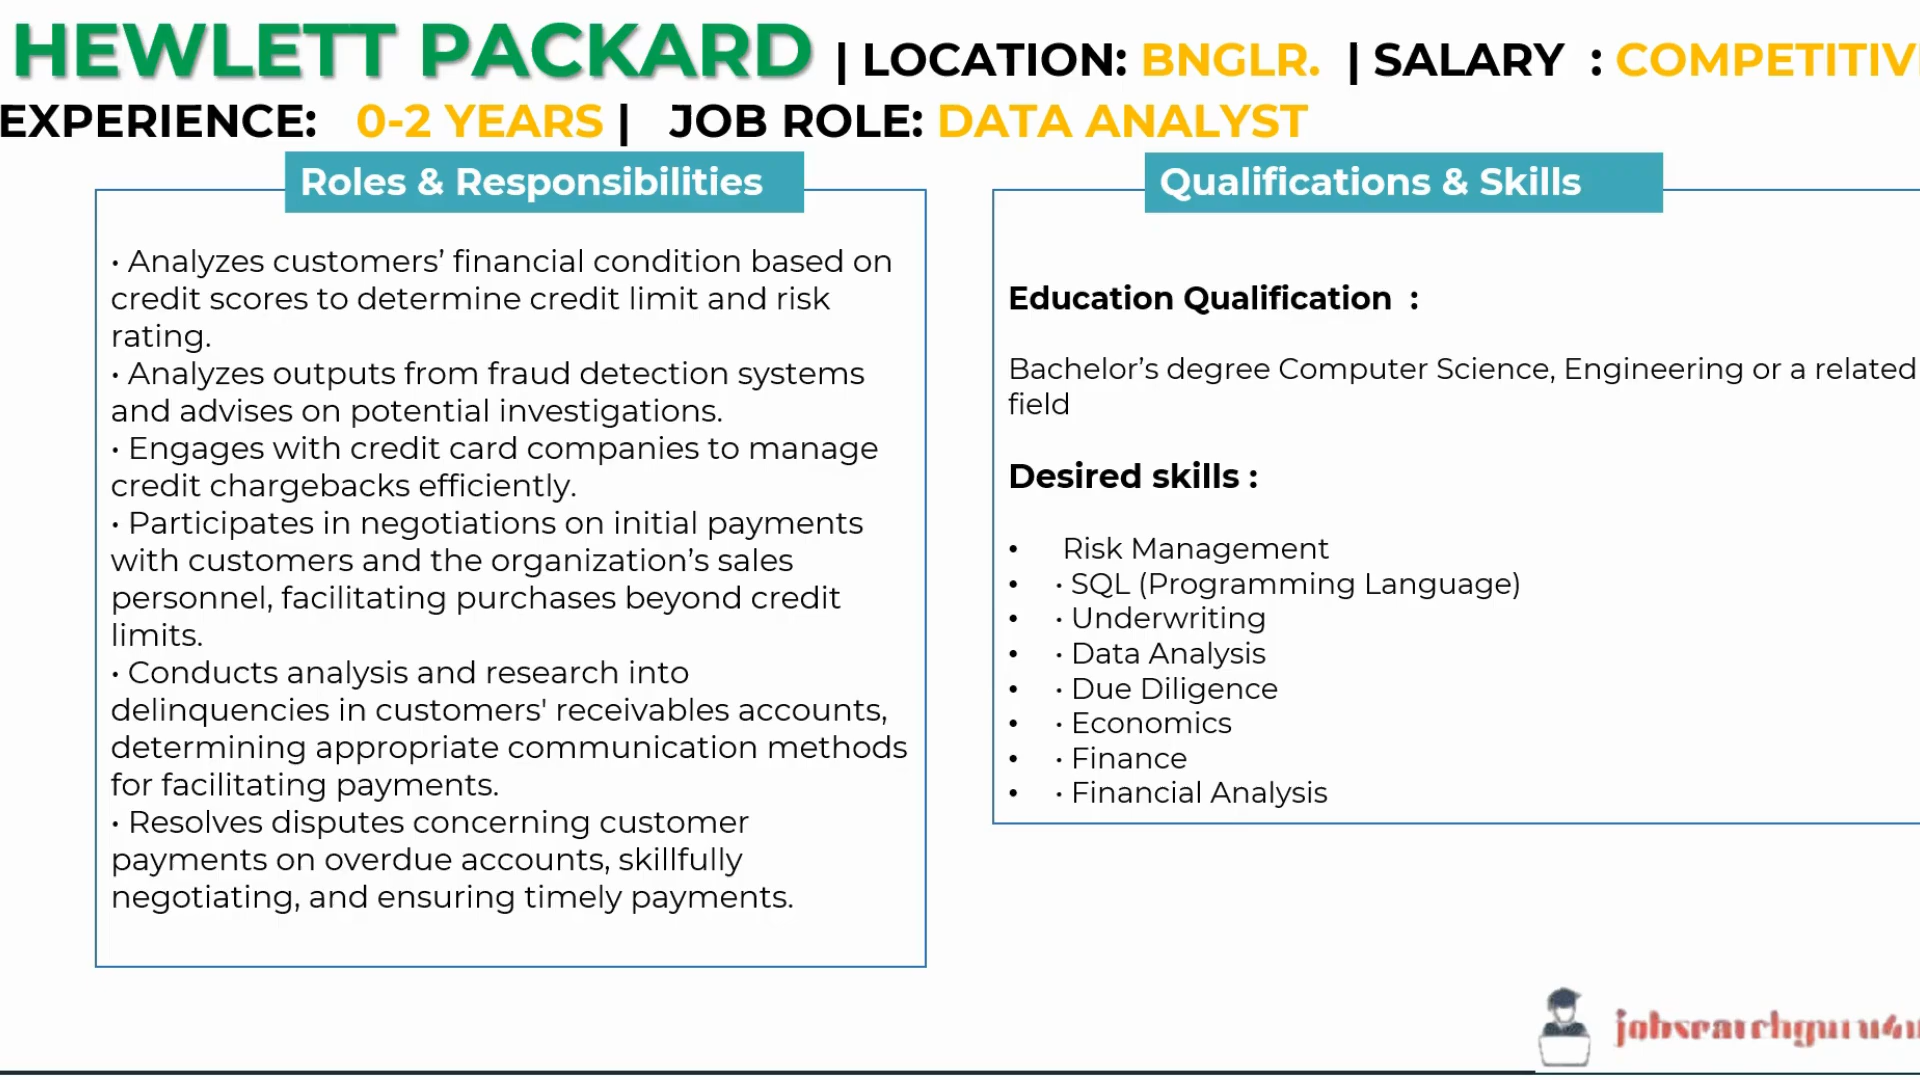 HEWLETT PACKARD | LOCATION: BNGLR. | SALARY : COMPETITIV
EXPERIENCE: 0-2 YEARS | JOB ROLE: DATA ANALYST
Roles & Responsibilities
• Analyzes customers’ financial condition based on
credit scores to determine credit limit and risk
rating.
• Analyzes outputs from fraud detection systems
and advises on potential investigations.
• Engages with credit card companies to manage
credit chargebacks efficiently.
• Participates in negotiations on initial payments
with customers and the organization’s sales
personnel, facilitating purchases beyond credit
limits.
• Conducts analysis and research into
delinquencies in customers' receivables accounts,
determining appropriate communication methods
for facilitating payments.
• Resolves disputes concerning customer
payments on overdue accounts, skillfully
negotiating, and ensuring timely payments.
Qualifications & Skills
Education Qualification :
Bachelor’s degree Computer Science, Engineering or a related
field
Desired skills :
• Risk Management
• • SQL (Programming Language)
• • Underwriting
• • Data Analysis
• • Due Diligence
• • Economics
• • Finance
• • Financial Analysis